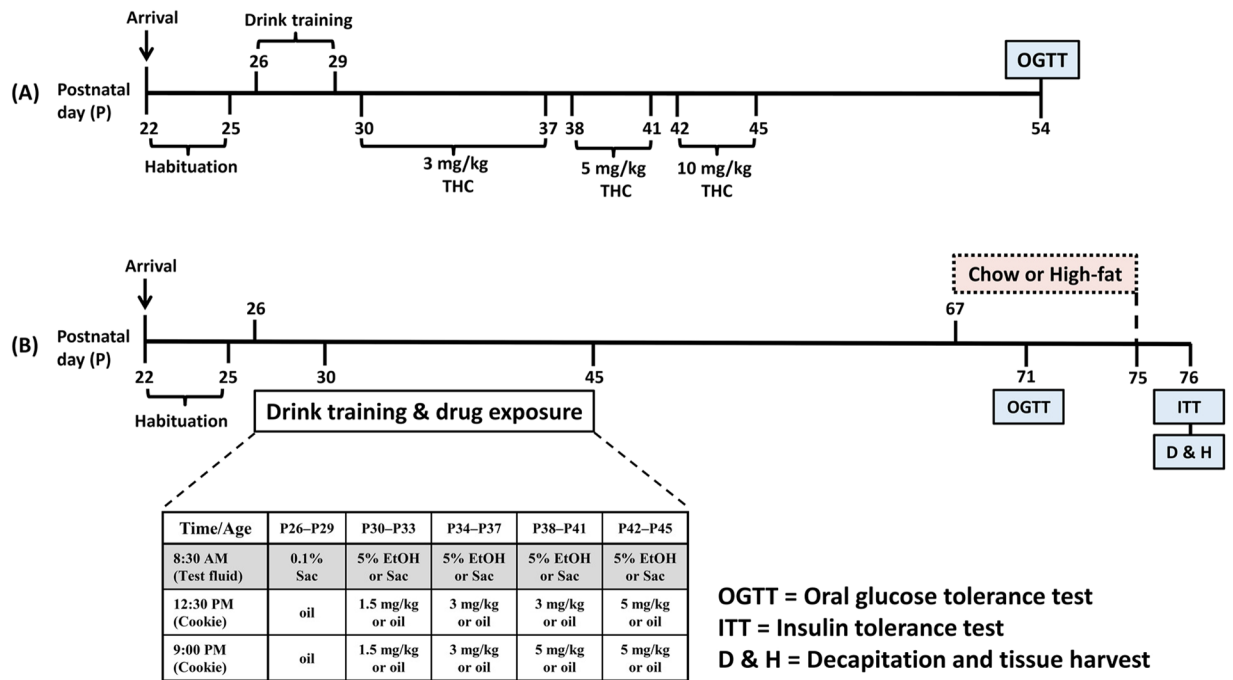 Arrival
Drink training
26 29
OGTT
(A)
Postnatal
day (P)
22 25 30 37 38 41 42 45 54
Habituation
3 mg/kg
THC
5 mg/kg
THC
10 mg/kg
THC
Arrival
Chow or High-fat
26 67
(B)
Postnatal
day (P)
22 25 30 45 71 75 76
Habituation
Drink training & drug exposure
OGTT
ITT
D & H
Time/Age P26–P29 P30–P33 P34–P37 P38–P41 P42–P45
8:30 AM 0.1% 5% EtOH 5% EtOH 5% EtOH 5% EtOH
(Test fluid) Sac or Sac or Sac or Sac or Sac
12:30 PM oil 1.5 mg/kg 3 mg/kg 3 mg/kg 5 mg/kg
(Cookie) or oil or oil or oil or oil
9:00 PM oil 1.5 mg/kg 3 mg/kg 5 mg/kg 5 mg/kg
(Cookie) or oil or oil or oil or oil
OGTT = Oral glucose tolerance test
ITT = Insulin tolerance test
D & H = Decapitation and tissue harvest